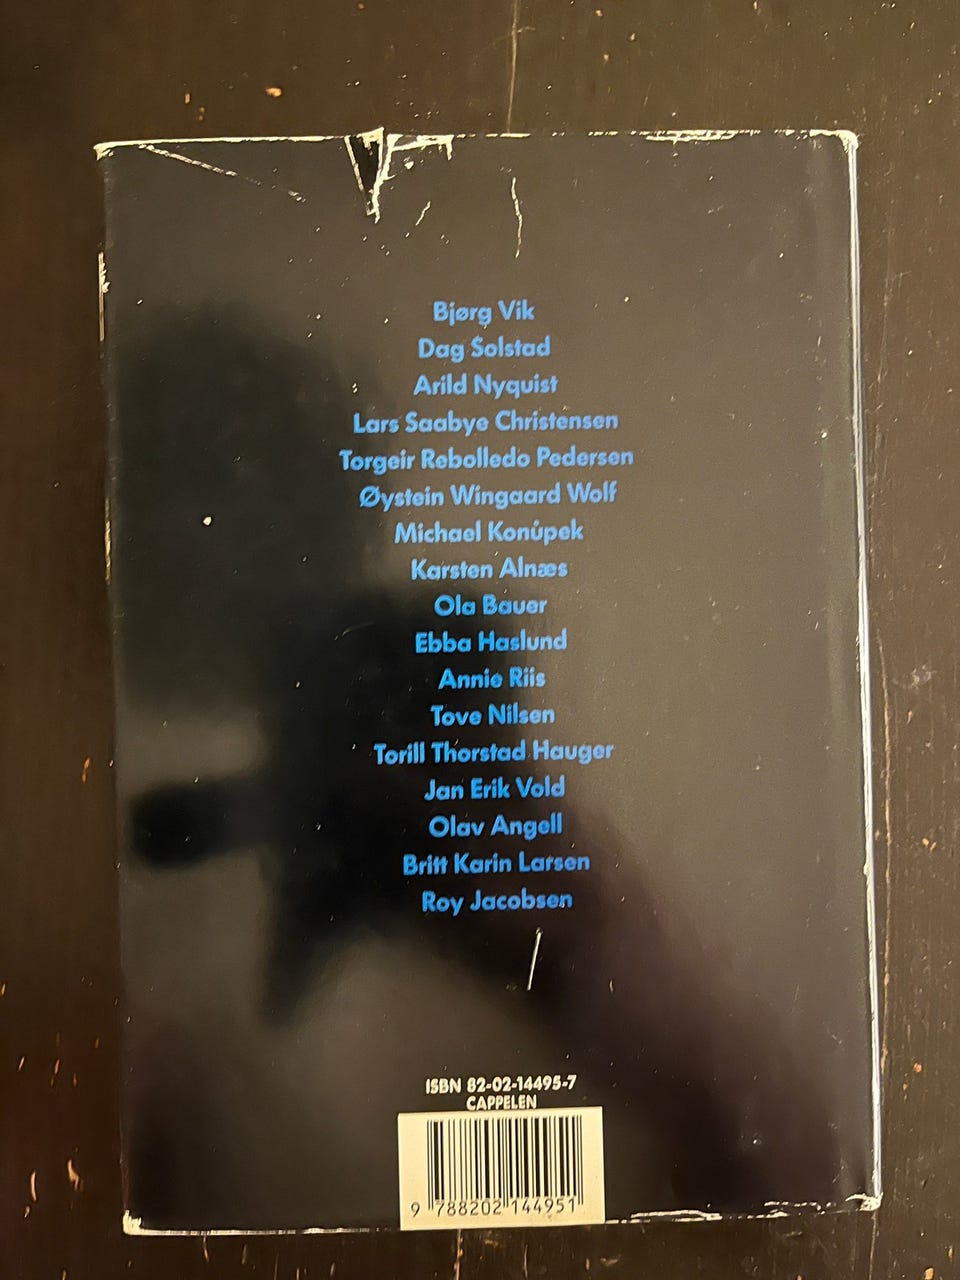 Bjørg Vik
Dag Solstad
Arild Nyquist
Lars Saabye Christensen
Torgeir Rebolledo Pedersen
Øystein Wingaard Wolf
Michael Konůpek
Karsten Alnæs
Ola Bauer
Ebba Haslund
Annie Riis
Tove Nilsen
Torill Thorstad Hauger
Jan Erik Vold
Olav Angell
Britt Karin Larsen
Roy Jacobsen
ISBN 82-02-14495-7
CAPPELEN
9 788202 144951